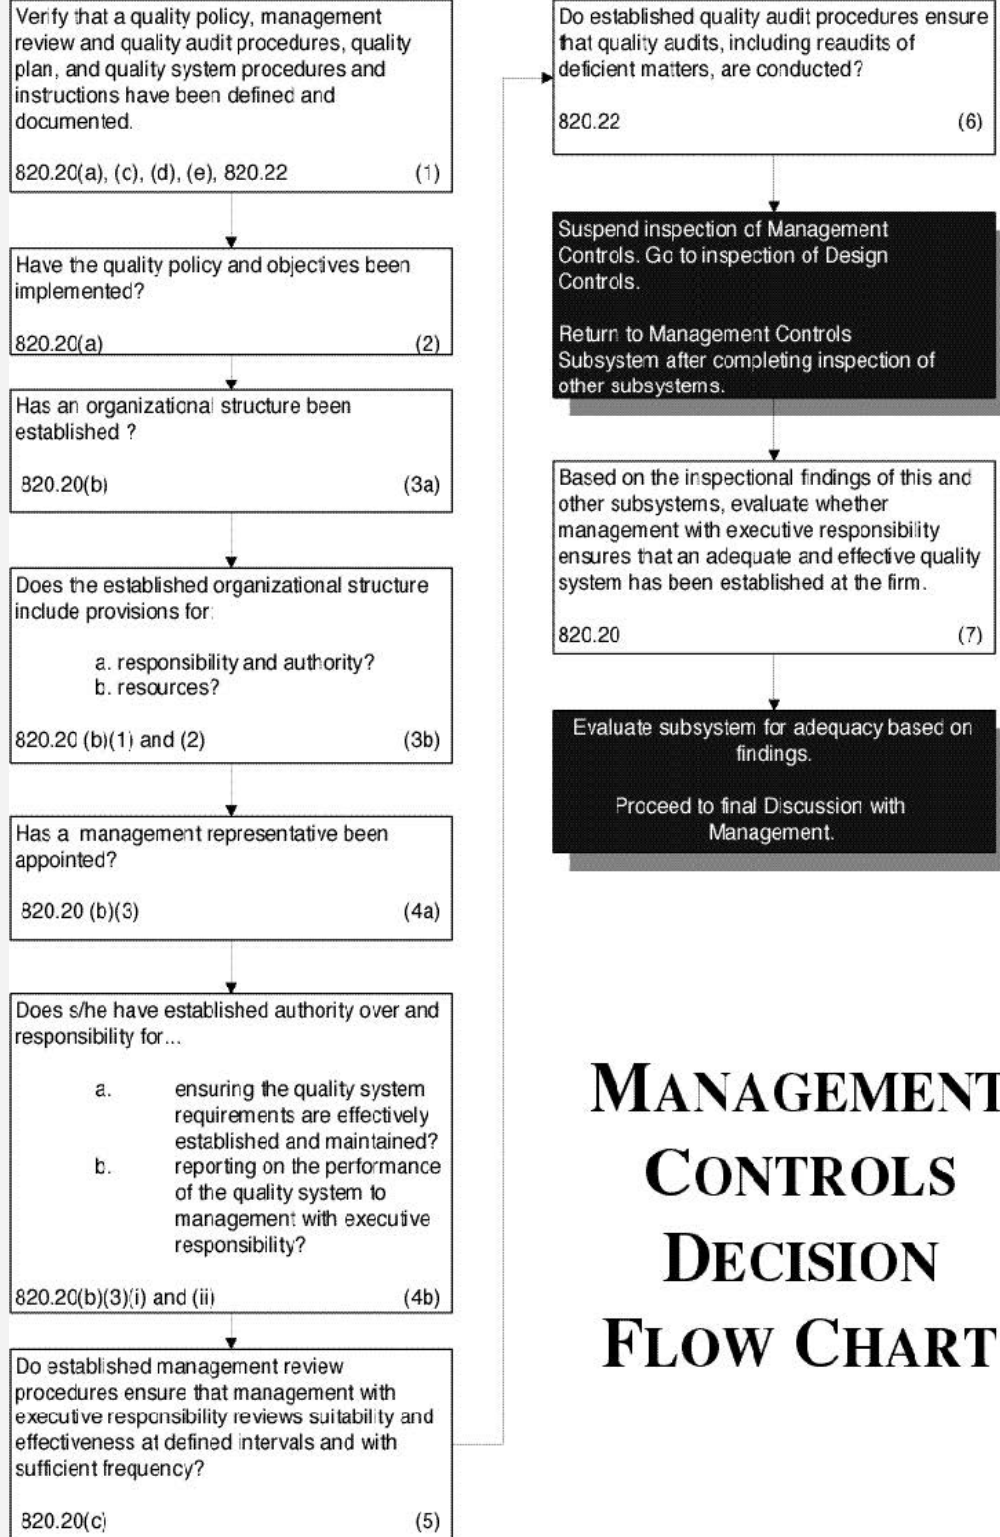 Verify that a quality policy, management
review and quality audit procedures, quality
plan, and quality system procedures and
instructions have been defined and
documented.
820.20(a), (c), (d), (e), 820.22 (1)
Have the quality policy and objectives been
implemented?
820.20(a) (2)
Has an organizational structure been
established ?
820.20(b) (3a)
Does the established organizational structure
include provisions for:
a. responsibility and authority?
b. resources?
820.20 (b)(1) and (2) (3b)
Has a management representative been
appointed?
820.20 (b)(3) (4a)
Does s/he have established authority over and
responsibility for...
a. ensuring the quality system
requirements are effectively
established and maintained?
b. reporting on the performance
of the quality system to
management with executive
responsibility?
820.20(b)(3)(i) and (ii) (4b)
Do established management review
procedures ensure that management with
executive responsibility reviews suitability and
effectiveness at defined intervals and with
sufficient frequency?
820.20(c) (5)
Do established quality audit procedures ensure
that quality audits, including reaudits of
deficient matters, are conducted?
820.22 (6)
Suspend inspection of Management
Controls. Go to inspection of Design
Controls.
Return to Management Controls
Subsystem after completing inspection of
other subsystems.
Based on the inspectional findings of this and
other subsystems, evaluate whether
management with executive responsibility
ensures that an adequate and effective quality
system has been established at the firm.
820.20 (7)
Evaluate subsystem for adequacy based on
findings.
Proceed to final Discussion with
Management.
MANAGEMENT
CONTROLS
DECISION
FLOW CHART